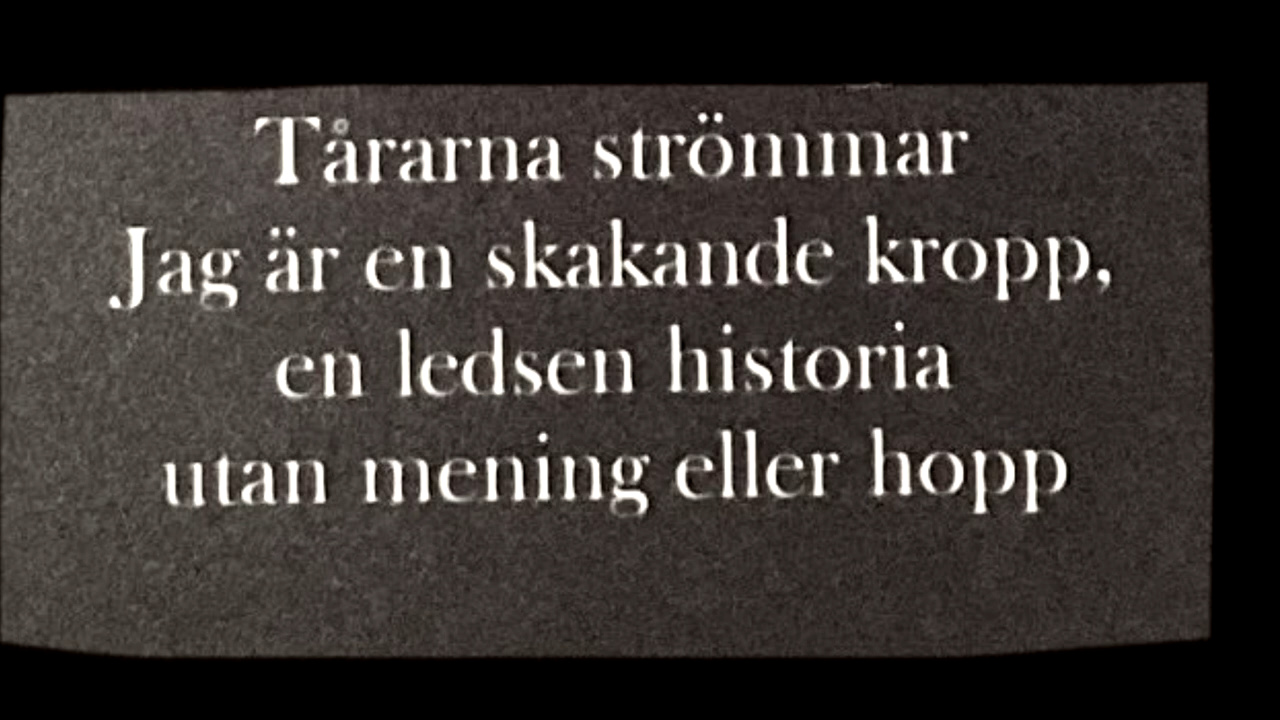 Tårarna strömmar
Jag är en skakande kropp,
en ledsen historia
utan mening eller hopp